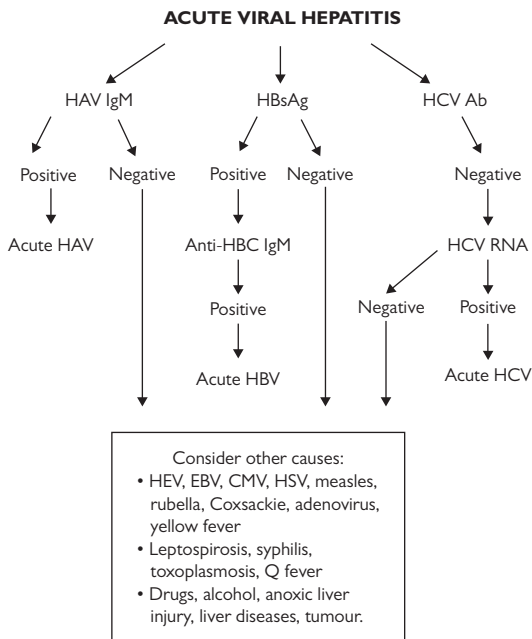 ACUTE VIRAL HEPATITIS
HAV IgM
HBsAg
HCV Ab
Positive
Negative
Positive
Negative
Negative
Acute HAV
Anti-HBC IgM
HCV RNA
Positive
Negative
Positive
Acute HBV
Acute HCV
Consider other causes:
• HEV, EBV, CMV, HSV, measles,
rubella, Coxsackie, adenovirus,
yellow fever
• Leptospirosis, syphilis,
toxoplasmosis, Q fever
• Drugs, alcohol, anoxic liver
injury, liver diseases, tumour.